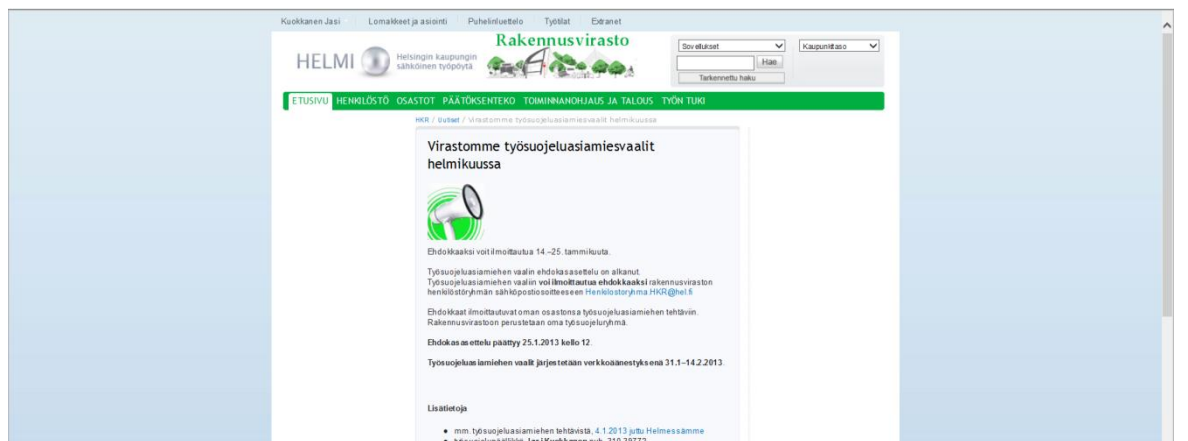 Kuokkanen Jasi Lomakkeet ja asiointi Puhelinluettelo Työtilat Extranet
Rakennusvirasto
HELMI Helsingin kaupungin
sähköinen työpöytä
Sovellukset Kaupunkitaso
Hae
Tarkennettu haku
ETUSIVU HENKILÖSTÖ OSASTOT PÄÄTÖKSENTEKO TOIMINNANOHJAUS JA TALOUS TYÖN TUKI
HKR / Uutiset / Virastomme työsuojeluasiamiesvaalit helmikuussa
Virastomme työsuojeluasiamiesvaalit
helmikuussa
Ehdokkaaksi voit ilmoittautua 14.–25. tammikuuta.
Työsuojeluasiamiehen vaalin ehdokasasettelu on alkanut.
Työsuojeluasiamiehen vaaliin voi ilmoittautua ehdokkaaksi rakennusviraston
henkilöstöryhmän sähköpostiosoitteeseen Henkilostoryhma.HKR@hel.fi
Ehdokkaat ilmoittautuvat oman osastonsa työsuojeluasiamiehen tehtäviin.
Rakennusvirastoon perustetaan oma työsuojeluryhmä.
Ehdokasasettelu päättyy 25.1.2013 kello 12.
Työsuojeluasiamiehen vaalit järjestetään verkkoäänestyksenä 31.1–14.2.2013.
Lisätietoja
• mm. työsuojeluasiamiehen tehtävistä, 4.1.2013 juttu Helmessämme